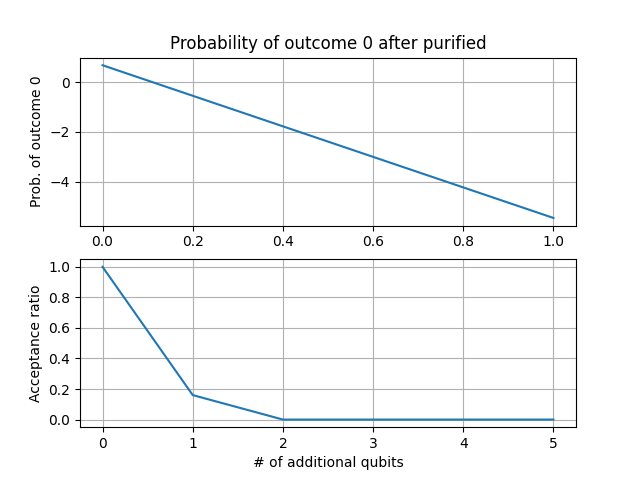 Probability of outcome 0 after purified
Prob. of outcome 0
0
−2
−4
0.0 0.2 0.4 0.6 0.8 1.0
Acceptance ratio
1.0
0.8
0.6
0.4
0.2
0.0
0 1 2 3 4 5
# of additional qubits